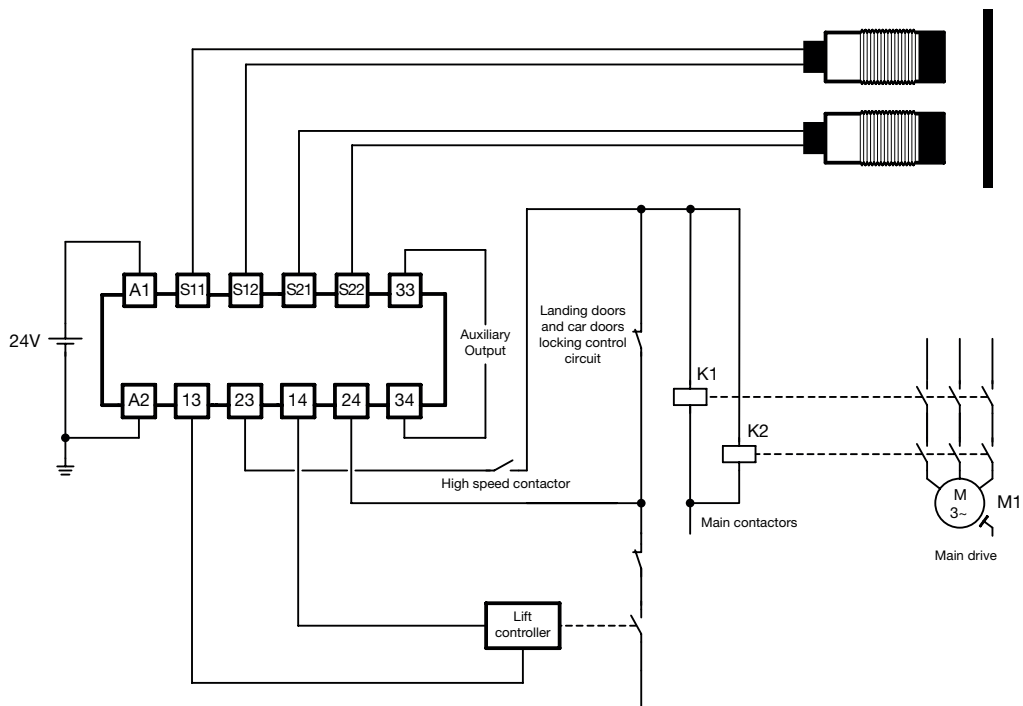 A1
S11
S12
S21
S22
33
24V
Auxiliary
Output
Landing doors
and car doors
locking control
circuit
K1
A2
13
23
14
24
34
K2
High speed contactor
Main contactors
M
3~
M1
Main drive
Lift
controller